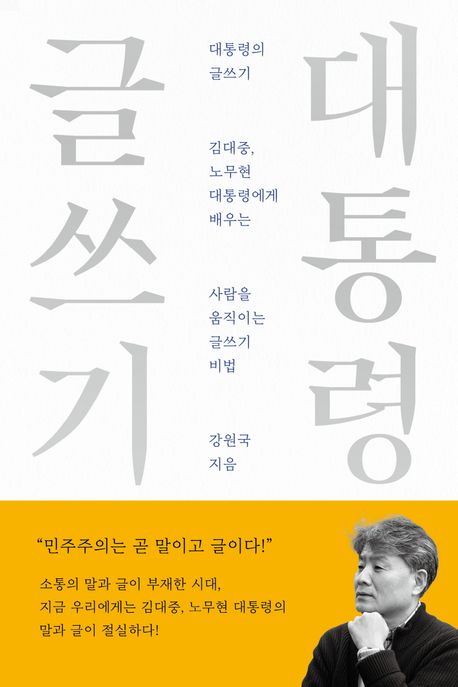 대통령
글쓰기
대통령의
글쓰기
김대중,
노무현
대통령에게
배우는
사람을
움직이는
글쓰기
비법
강원국
지음
“민주주의는 곧 말이고 글이다!”
소통의 말과 글이 부재한 시대,
지금 우리에게는 김대중, 노무현 대통령의
말과 글이 절실하다!